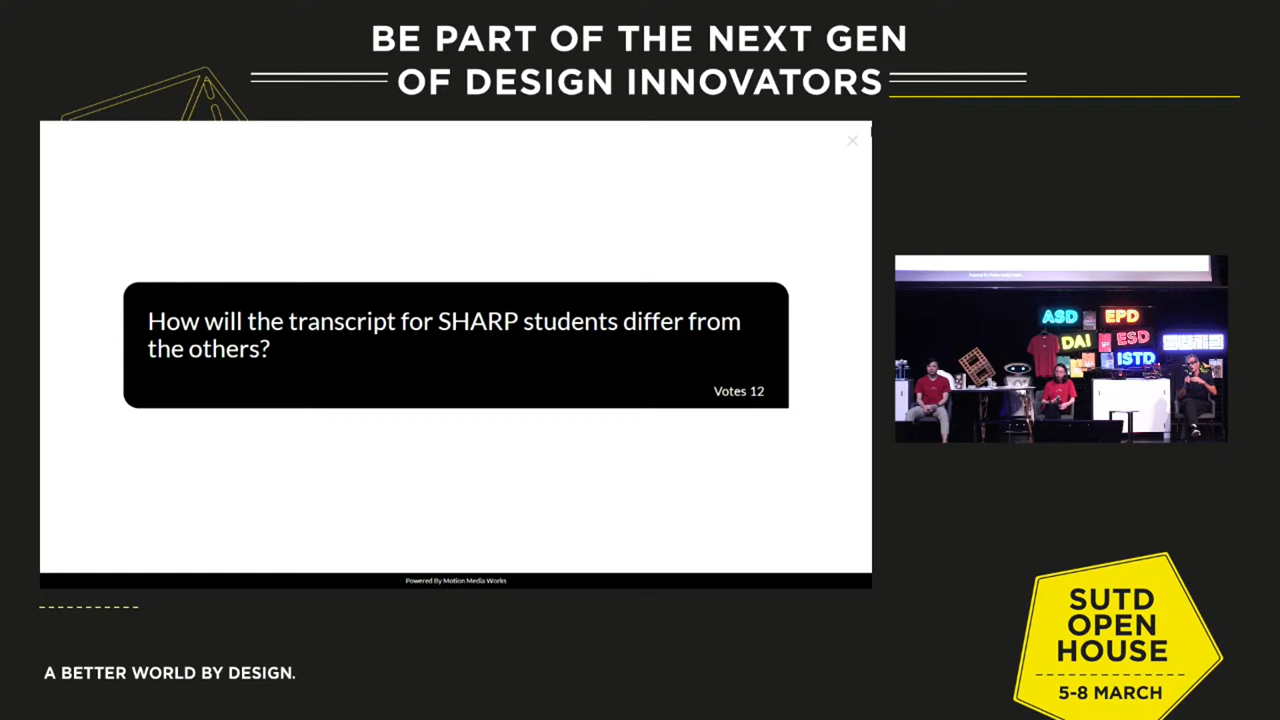 BE PART OF THE NEXT GEN
OF DESIGN INNOVATORS
How will the transcript for SHARP students differ from
the others?
Votes 12
Powered By Motion Media Works
ASD
EPD
DAI
ESD
ISTD
SUTD
OPEN
HOUSE
5-8 MARCH
A BETTER WORLD BY DESIGN.